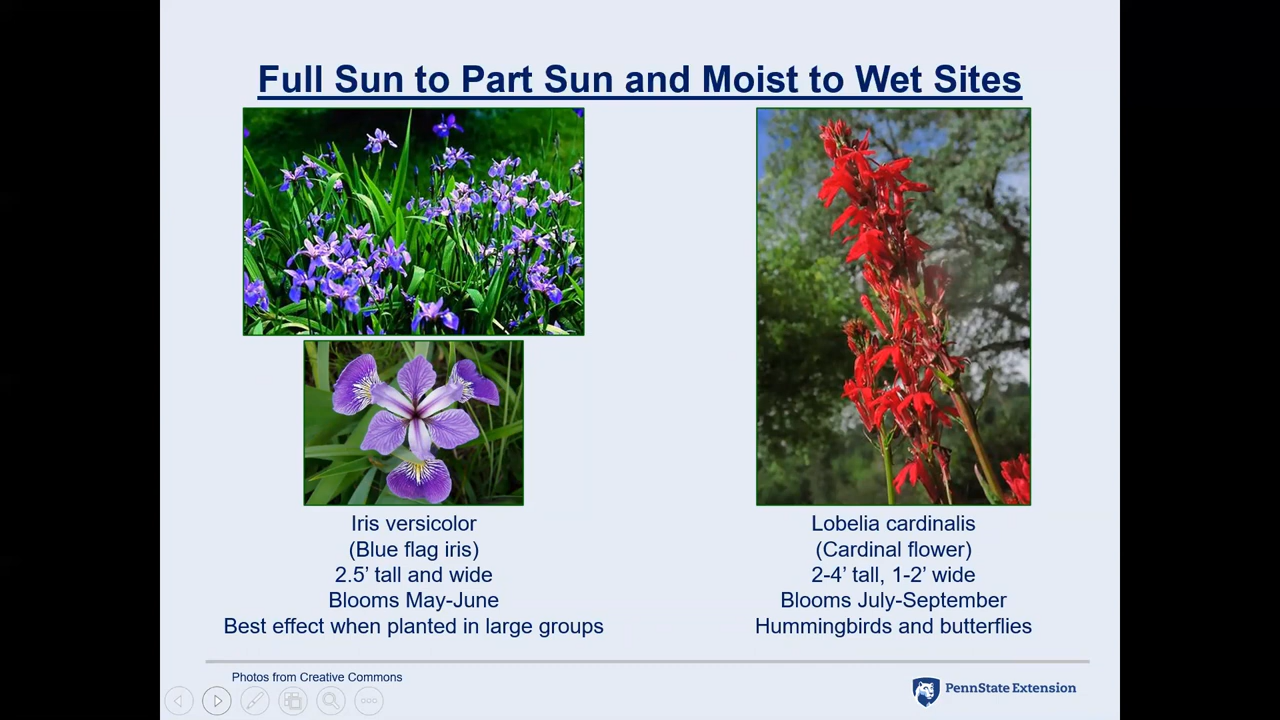 Full Sun to Part Sun and Moist to Wet Sites
Iris versicolor
(Blue flag iris)
2.5’ tall and wide
Blooms May-June
Best effect when planted in large groups
Lobelia cardinalis
(Cardinal flower)
2-4’ tall, 1-2’ wide
Blooms July-September
Hummingbirds and butterflies
Photos from Creative Commons
PennState Extension